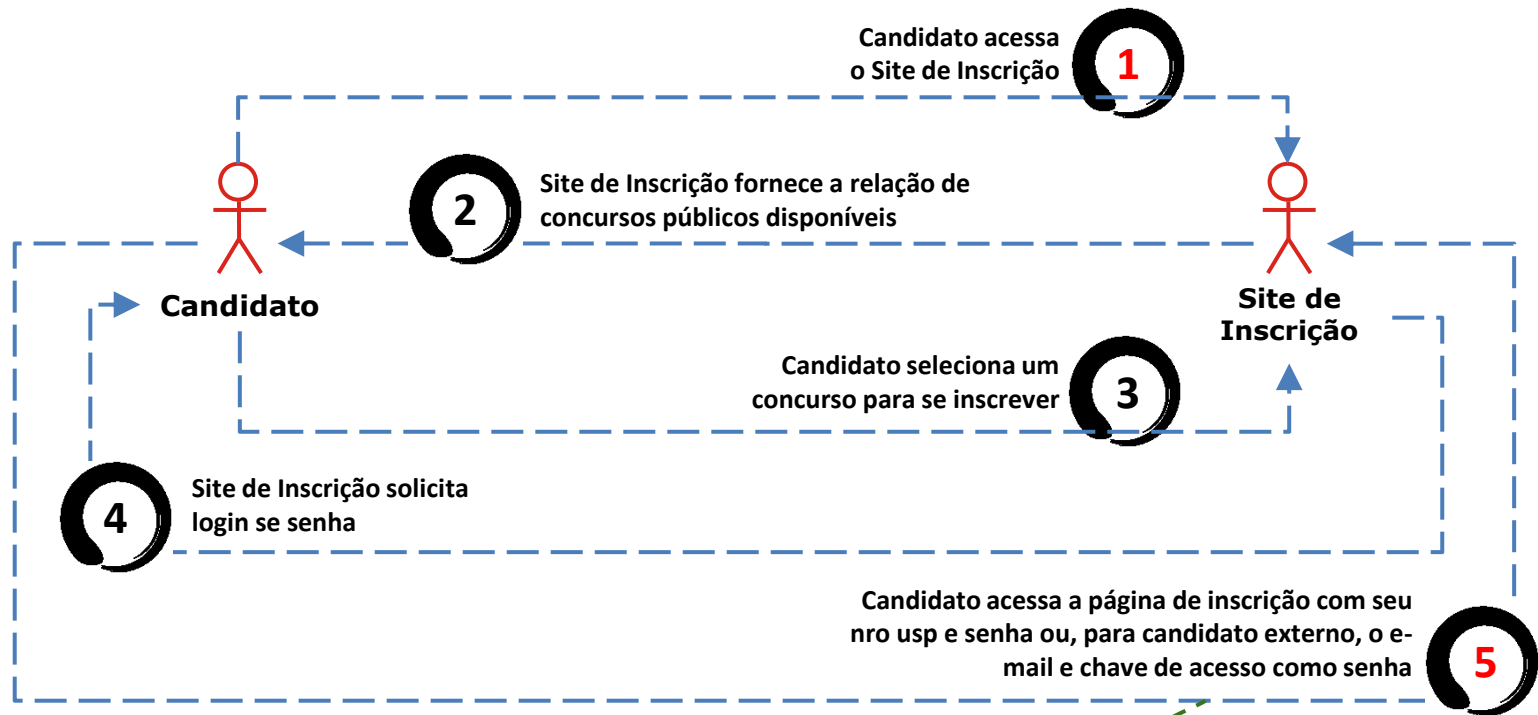 Candidato acessa
o Site de Inscrição
1
2
Site de Inscrição fornece a relação de
concursos públicos disponíveis
Candidato
Site de
Inscrição
Candidato seleciona um
concurso para se inscrever
3
4
Site de Inscrição solicita
login se senha
Candidato acessa a página de inscrição com seu
nro usp e senha ou, para candidato externo, o e-
mail e chave de acesso como senha
5